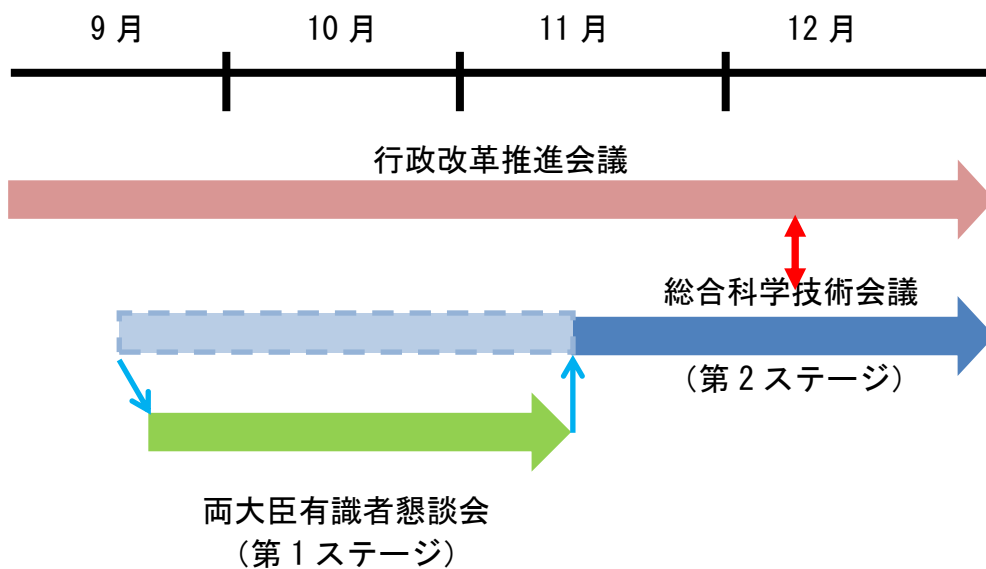 9月 10月 11月 12月
行政改革推進会議
総合科学技術会議
（第2ステージ）
両大臣有識者懇談会
（第1ステージ）